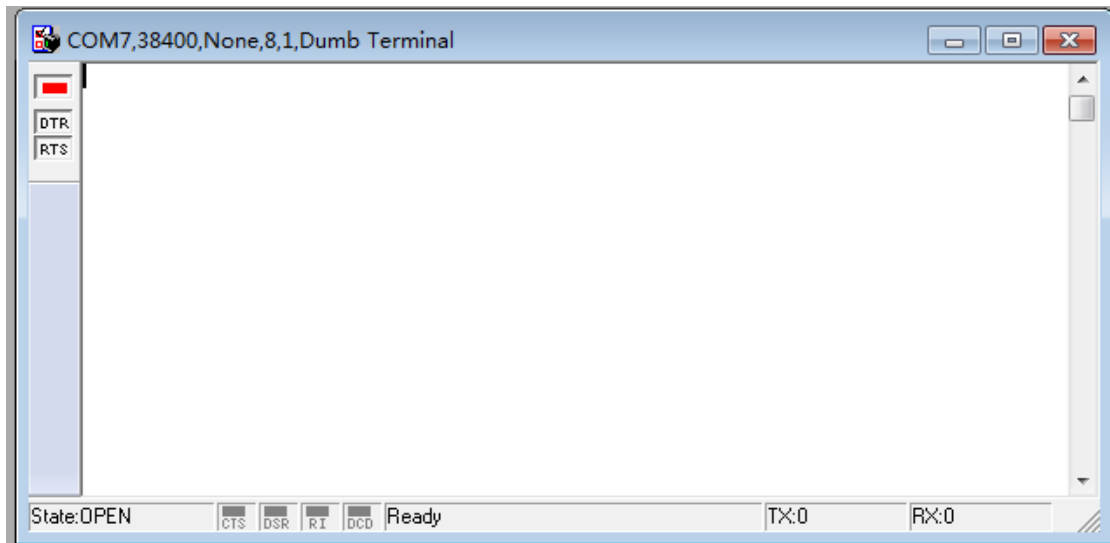 COM7,38400,None,8,1,Dumb Terminal
DTR
RTS
State:OPEN CTS DSR RI DCD Ready TX:0 RX:0